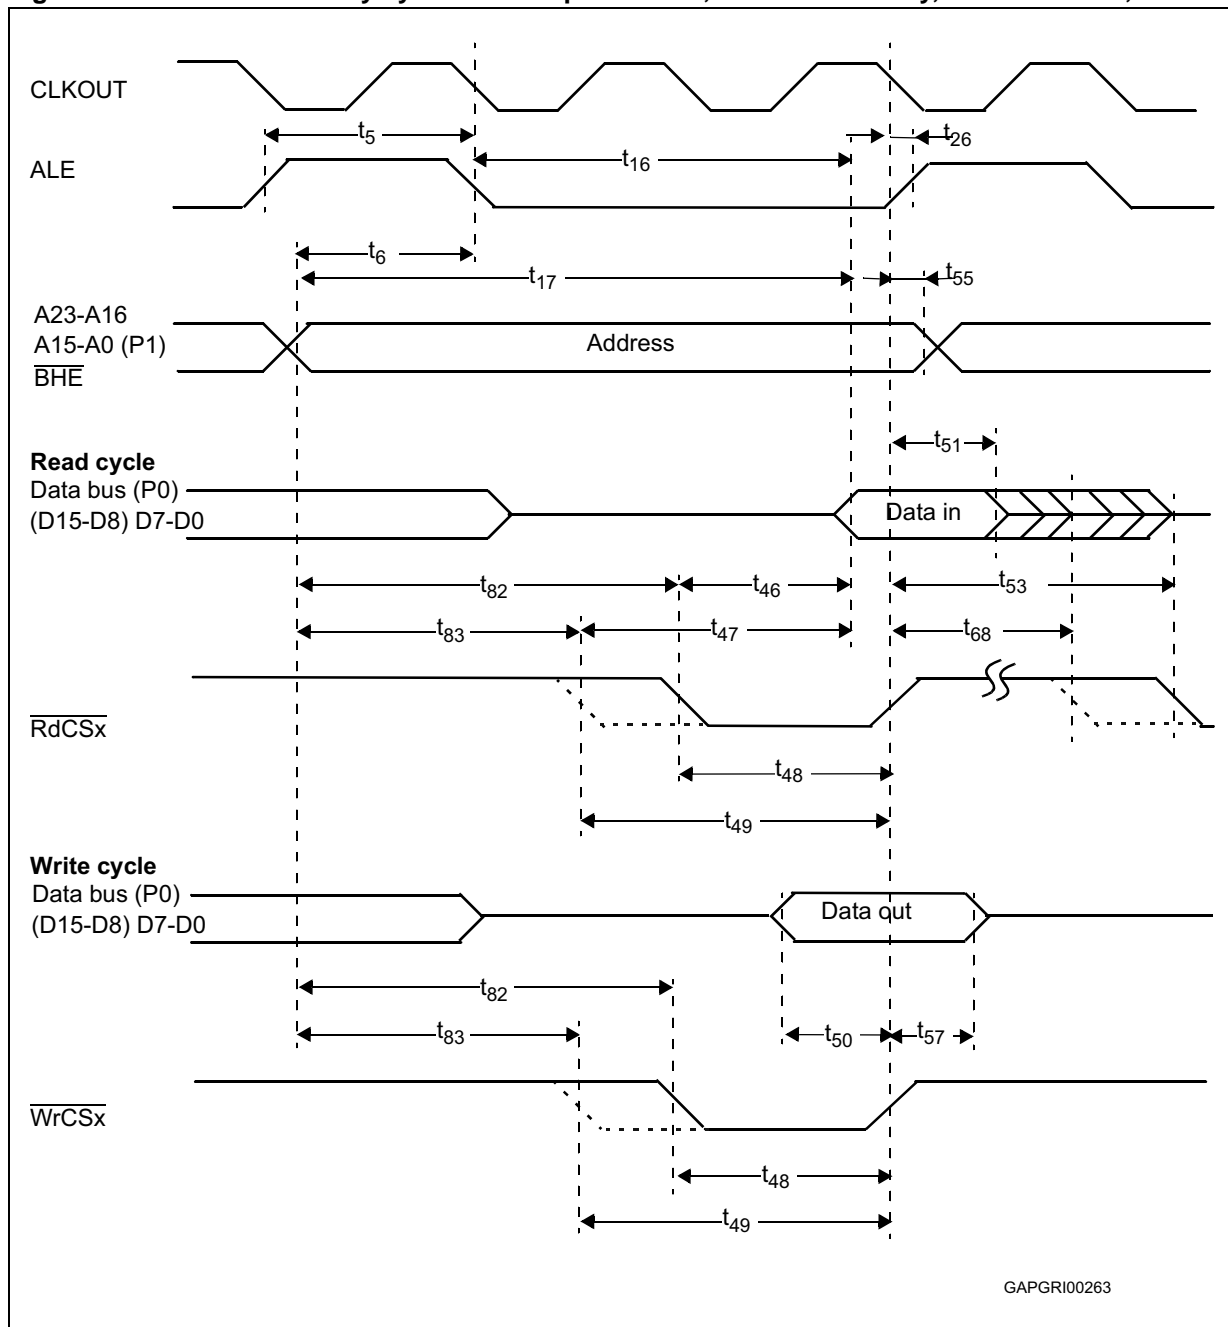 CLKOUT
t5
t26
ALE
t16
t6
t17
t55
A23-A16
A15-A0 (P1)
Address
BHE
t51
Read cycle
Data bus (P0)
(D15-D8) D7-D0
Data in
t82
t46
t53
t83
t47
t68
RdCSx
t48
t49
Write cycle
Data bus (P0)
(D15-D8) D7-D0
Data out
t82
t83
t50
t57
WrCSx
t48
t49
GAPGRI00263